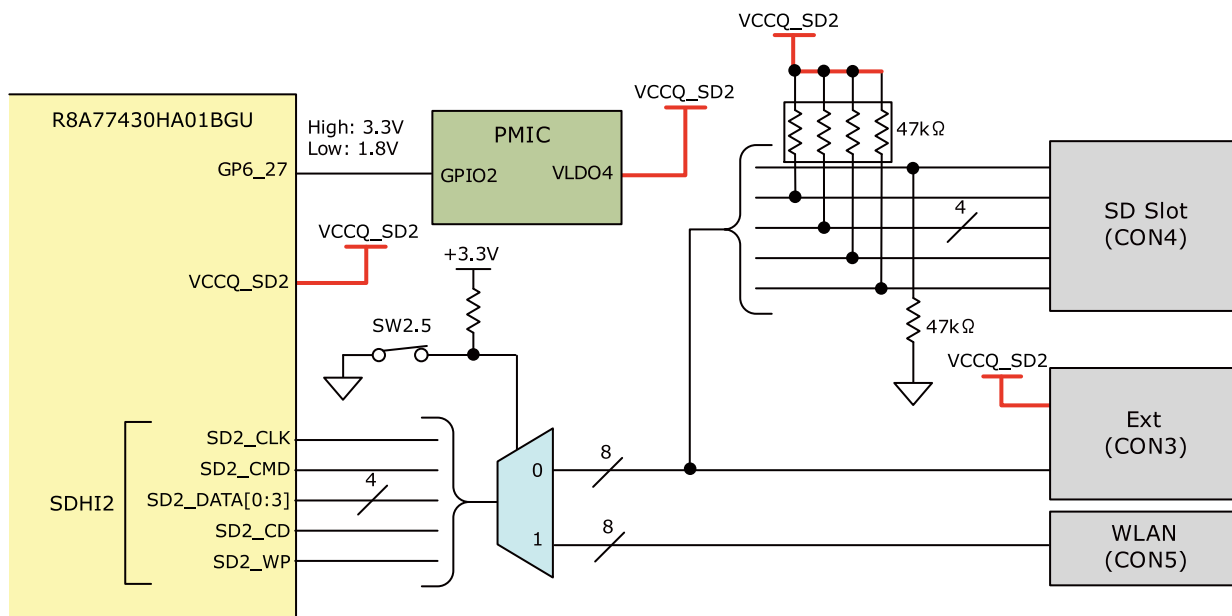 VCCQ_SD2
R8A77430HA01BGU
High: 3.3V
Low: 1.8V
PMIC
VCCQ_SD2
47kΩ
GP6_27
GPIO2
VLDO4
4
SD Slot
(CON4)
VCCQ_SD2
+3.3V
VCCQ_SD2
SW2.5
47kΩ
VCCQ_SD2
Ext
(CON3)
SD2_CLK
SD2_CMD
SDHI2
SD2_DATA[0:3]
4
SD2_CD
SD2_WP
0
8
1
8
WLAN
(CON5)